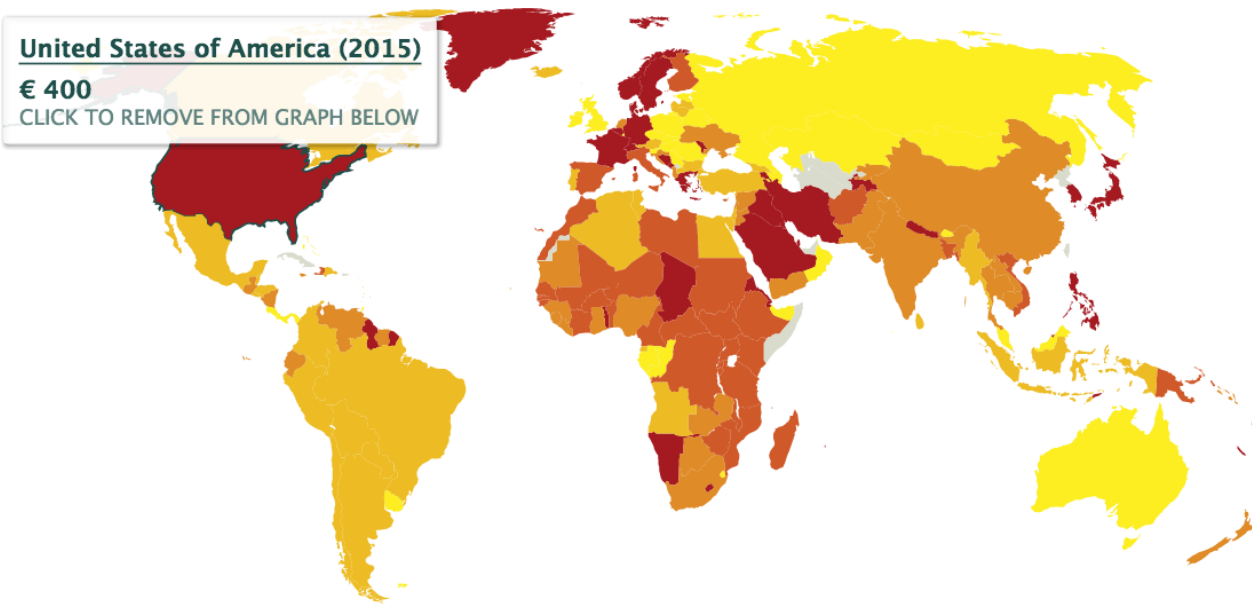 United States of America (2015)
€ 400
CLICK TO REMOVE FROM GRAPH BELOW